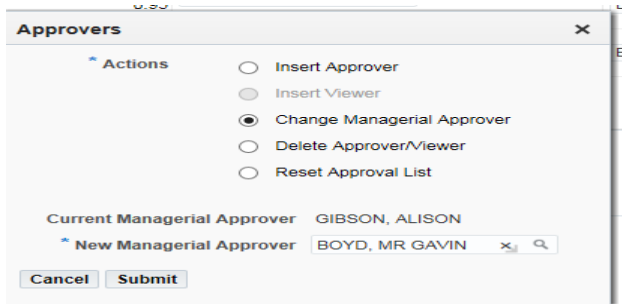 Approvers
* Actions
Insert Approver
Insert Viewer
Change Managerial Approver
Delete Approver/Viewer
Reset Approval List
Current Managerial Approver GIBSON, ALISON
* New Managerial Approver BOYD, MR GAVIN
Cancel Submit